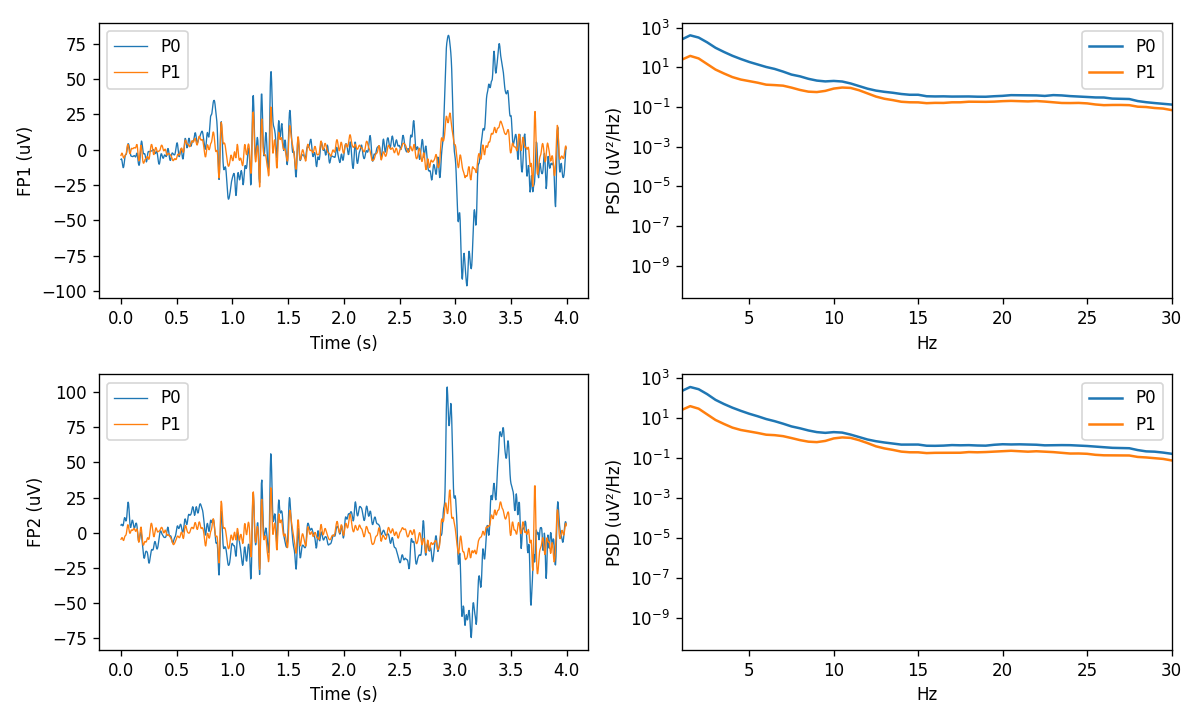 FP1 (uV)
75
50
25
0
−25
−50
−75
−100
P0
P1
0.0 0.5 1.0 1.5 2.0 2.5 3.0 3.5 4.0
Time (s)
PSD (uV²/Hz)
10³
10¹
10⁻¹
10⁻³
10⁻⁵
10⁻⁷
10⁻⁹
P0
P1
5 10 15 20 25 30
Hz
FP2 (uV)
100
75
50
25
0
−25
−50
−75
P0
P1
0.0 0.5 1.0 1.5 2.0 2.5 3.0 3.5 4.0
Time (s)
PSD (uV²/Hz)
10³
10¹
10⁻¹
10⁻³
10⁻⁵
10⁻⁷
10⁻⁹
P0
P1
5 10 15 20 25 30
Hz